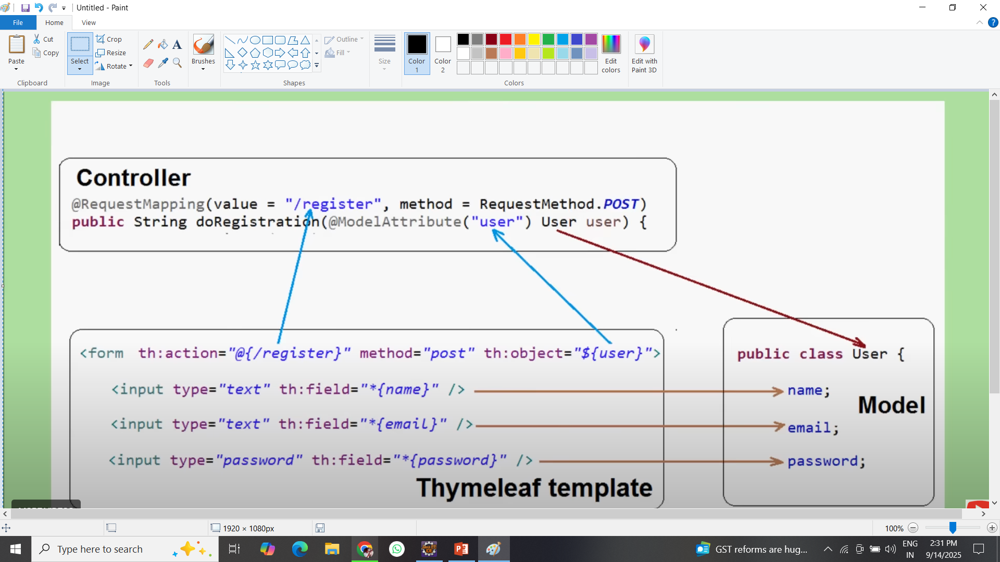 Untitled - Paint
File Home View
Paste
Cut
Copy
Clipboard
Select
Crop
Resize
Rotate
Image
Tools
Brushes
Shapes
Outline
Fill
Size
Color 1
Color 2
Edit colors
Colors
Edit with Paint 3D
Controller
@RequestMapping(value = "/register", method = RequestMethod.POST)
public String doRegistration(@ModelAttribute("user") User user) {
<form th:action="@{/register}" method="post" th:object="${user}">
<input type="text" th:field="*{name}" />
<input type="text" th:field="*{email}" />
<input type="password" th:field="*{password}" />
Thymeleaf template
public class User {
name;
Model
email;
password;
1920 × 1080px
100%
Type here to search
GST reforms are hug...
ENG
IN
2:31 PM
9/14/2025